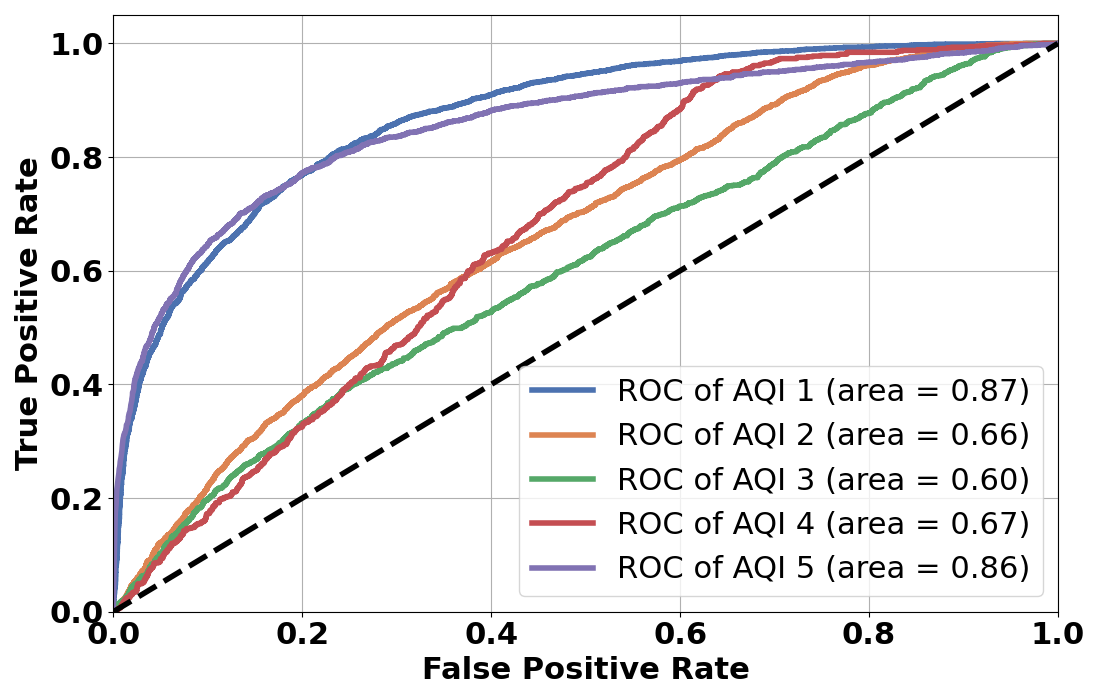 True Positive Rate
1.0
0.8
0.6
0.4
0.2
0.0
ROC of AQI 1 (area = 0.87)
ROC of AQI 2 (area = 0.66)
ROC of AQI 3 (area = 0.60)
ROC of AQI 4 (area = 0.67)
ROC of AQI 5 (area = 0.86)
0.0 0.2 0.4 0.6 0.8 1.0
False Positive Rate